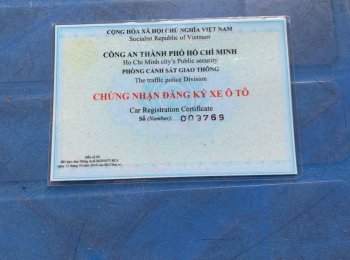 CỘNG HÒA XÃ HỘI CHỦ NGHĨA VIỆT NAM
Socialist Republic of Vietnam
CÔNG AN THÀNH PHỐ HỒ CHÍ MINH
Ho Chi Minh city's Public security
PHÒNG CẢNH SÁT GIAO THÔNG
The traffic police Division
CHỨNG NHẬN ĐĂNG KÝ XE Ô TÔ
Car Registration Certificate
Số (Number): 003769